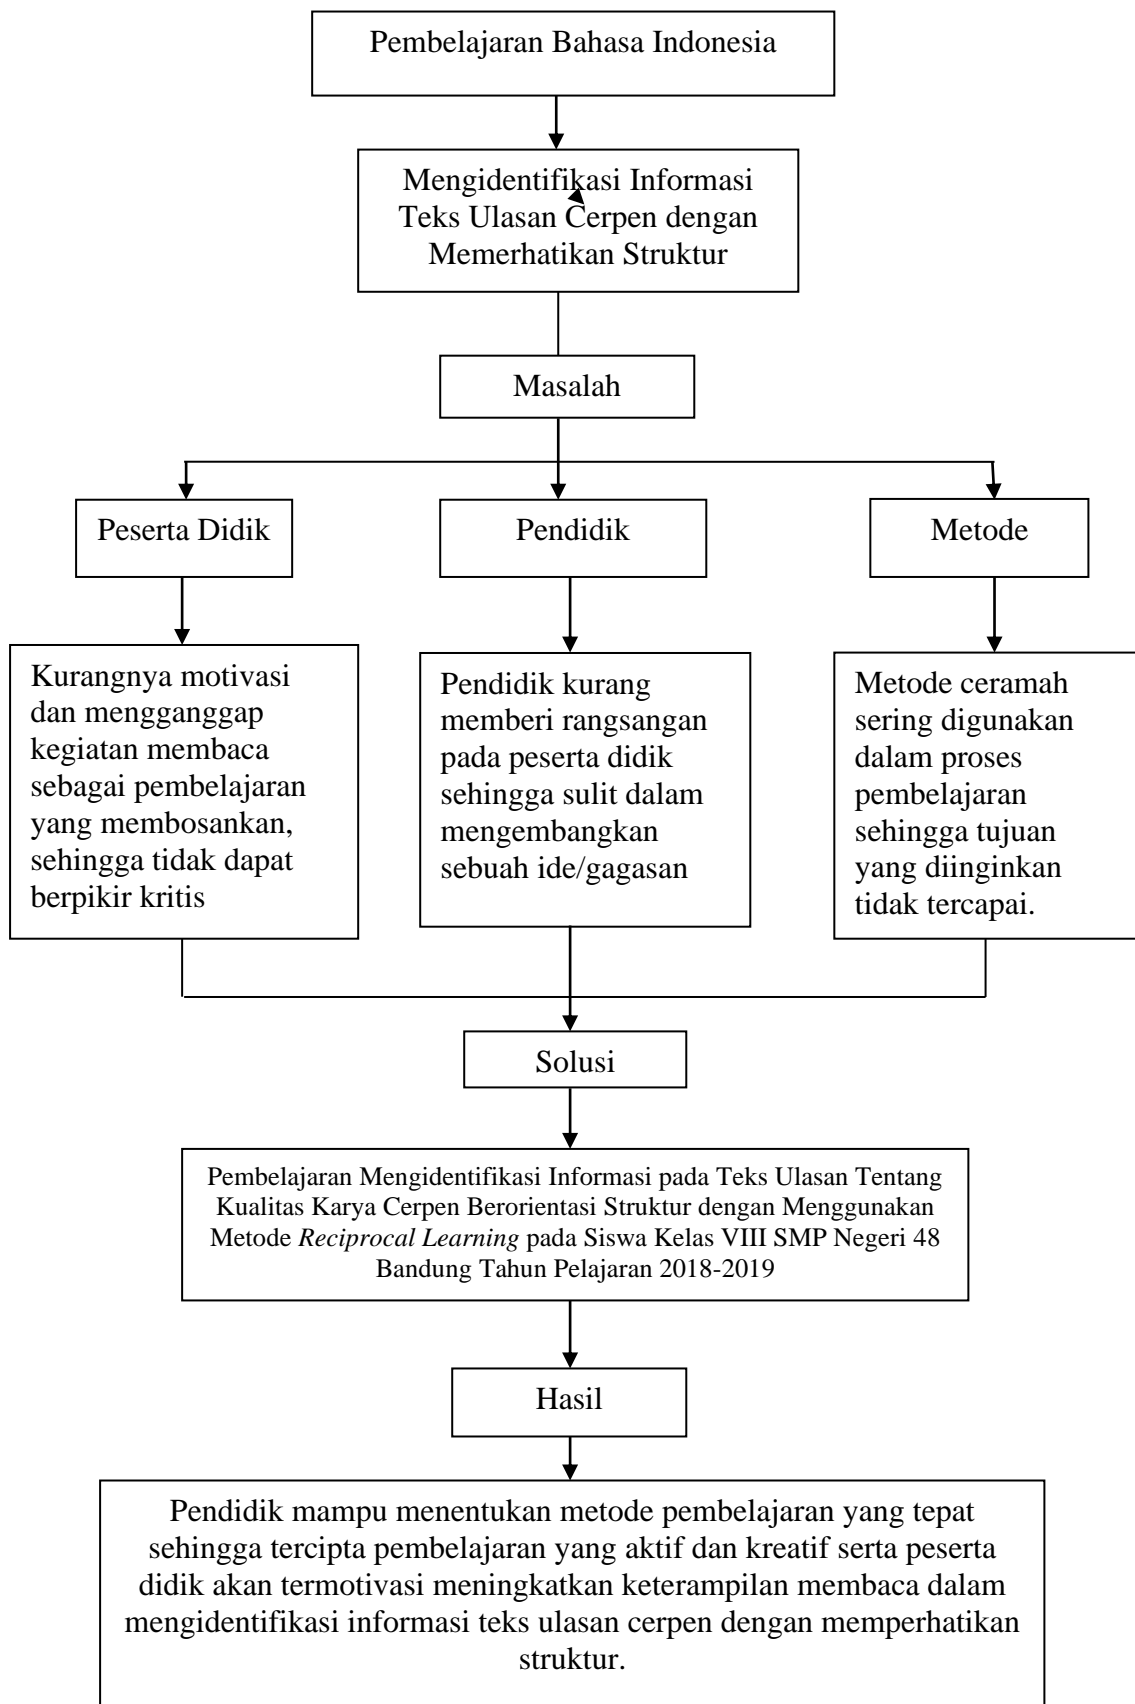 Pembelajaran Bahasa Indonesia
Mengidentifikasi Informasi
Teks Ulasan Cerpen dengan
Memerhatikan Struktur
Masalah
Peserta Didik
Pendidik
Metode
Kurangnya motivasi
dan mengganggap
kegiatan membaca
sebagai pembelajaran
yang membosankan,
sehingga tidak dapat
berpikir kritis
Pendidik kurang
memberi rangsangan
pada peserta didik
sehingga sulit dalam
mengembangkan
sebuah ide/gagasan
Metode ceramah
sering digunakan
dalam proses
pembelajaran
sehingga tujuan
yang diinginkan
tidak tercapai.
Solusi
Pembelajaran Mengidentifikasi Informasi pada Teks Ulasan Tentang
Kualitas Karya Cerpen Berorientasi Struktur dengan Menggunakan
Metode Reciprocal Learning pada Siswa Kelas VIII SMP Negeri 48
Bandung Tahun Pelajaran 2018-2019
Hasil
Pendidik mampu menentukan metode pembelajaran yang tepat
sehingga tercipta pembelajaran yang aktif dan kreatif serta peserta
didik akan termotivasi meningkatkan keterampilan membaca dalam
mengidentifikasi informasi teks ulasan cerpen dengan memperhatikan
struktur.